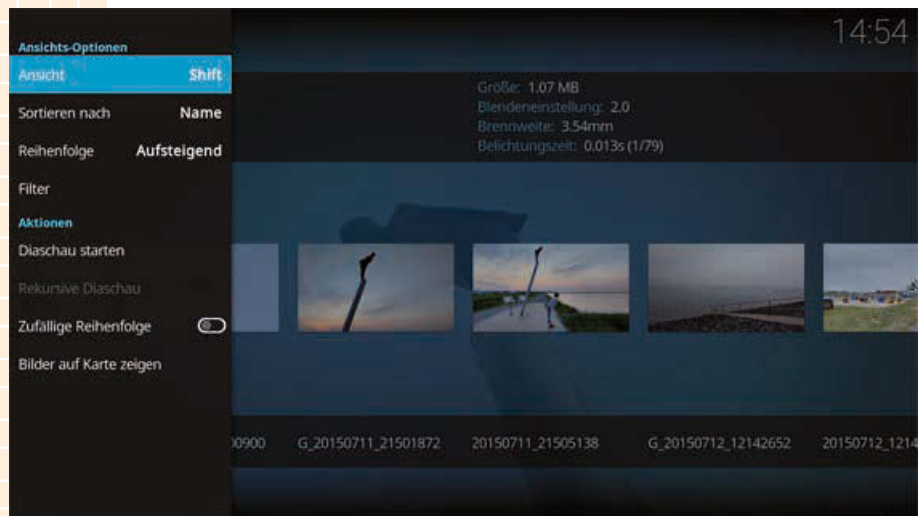 14:54
Ansichts-Optionen
Ansicht Shift
Sortieren nach Name
Reihenfolge Aufsteigend
Filter
Aktionen
Diaschau starten
Rekursive Diaschau
Zufällige Reihenfolge
Bilder auf Karte zeigen
Größe: 1.07 MB
Blendeneinstellung: 2.0
Brennweite: 3.54mm
Belichtungszeit: 0.013s (1/79)
00900 G_20150711_21501872 20150711_21505138 G_20150712_12142652 20150712_1214